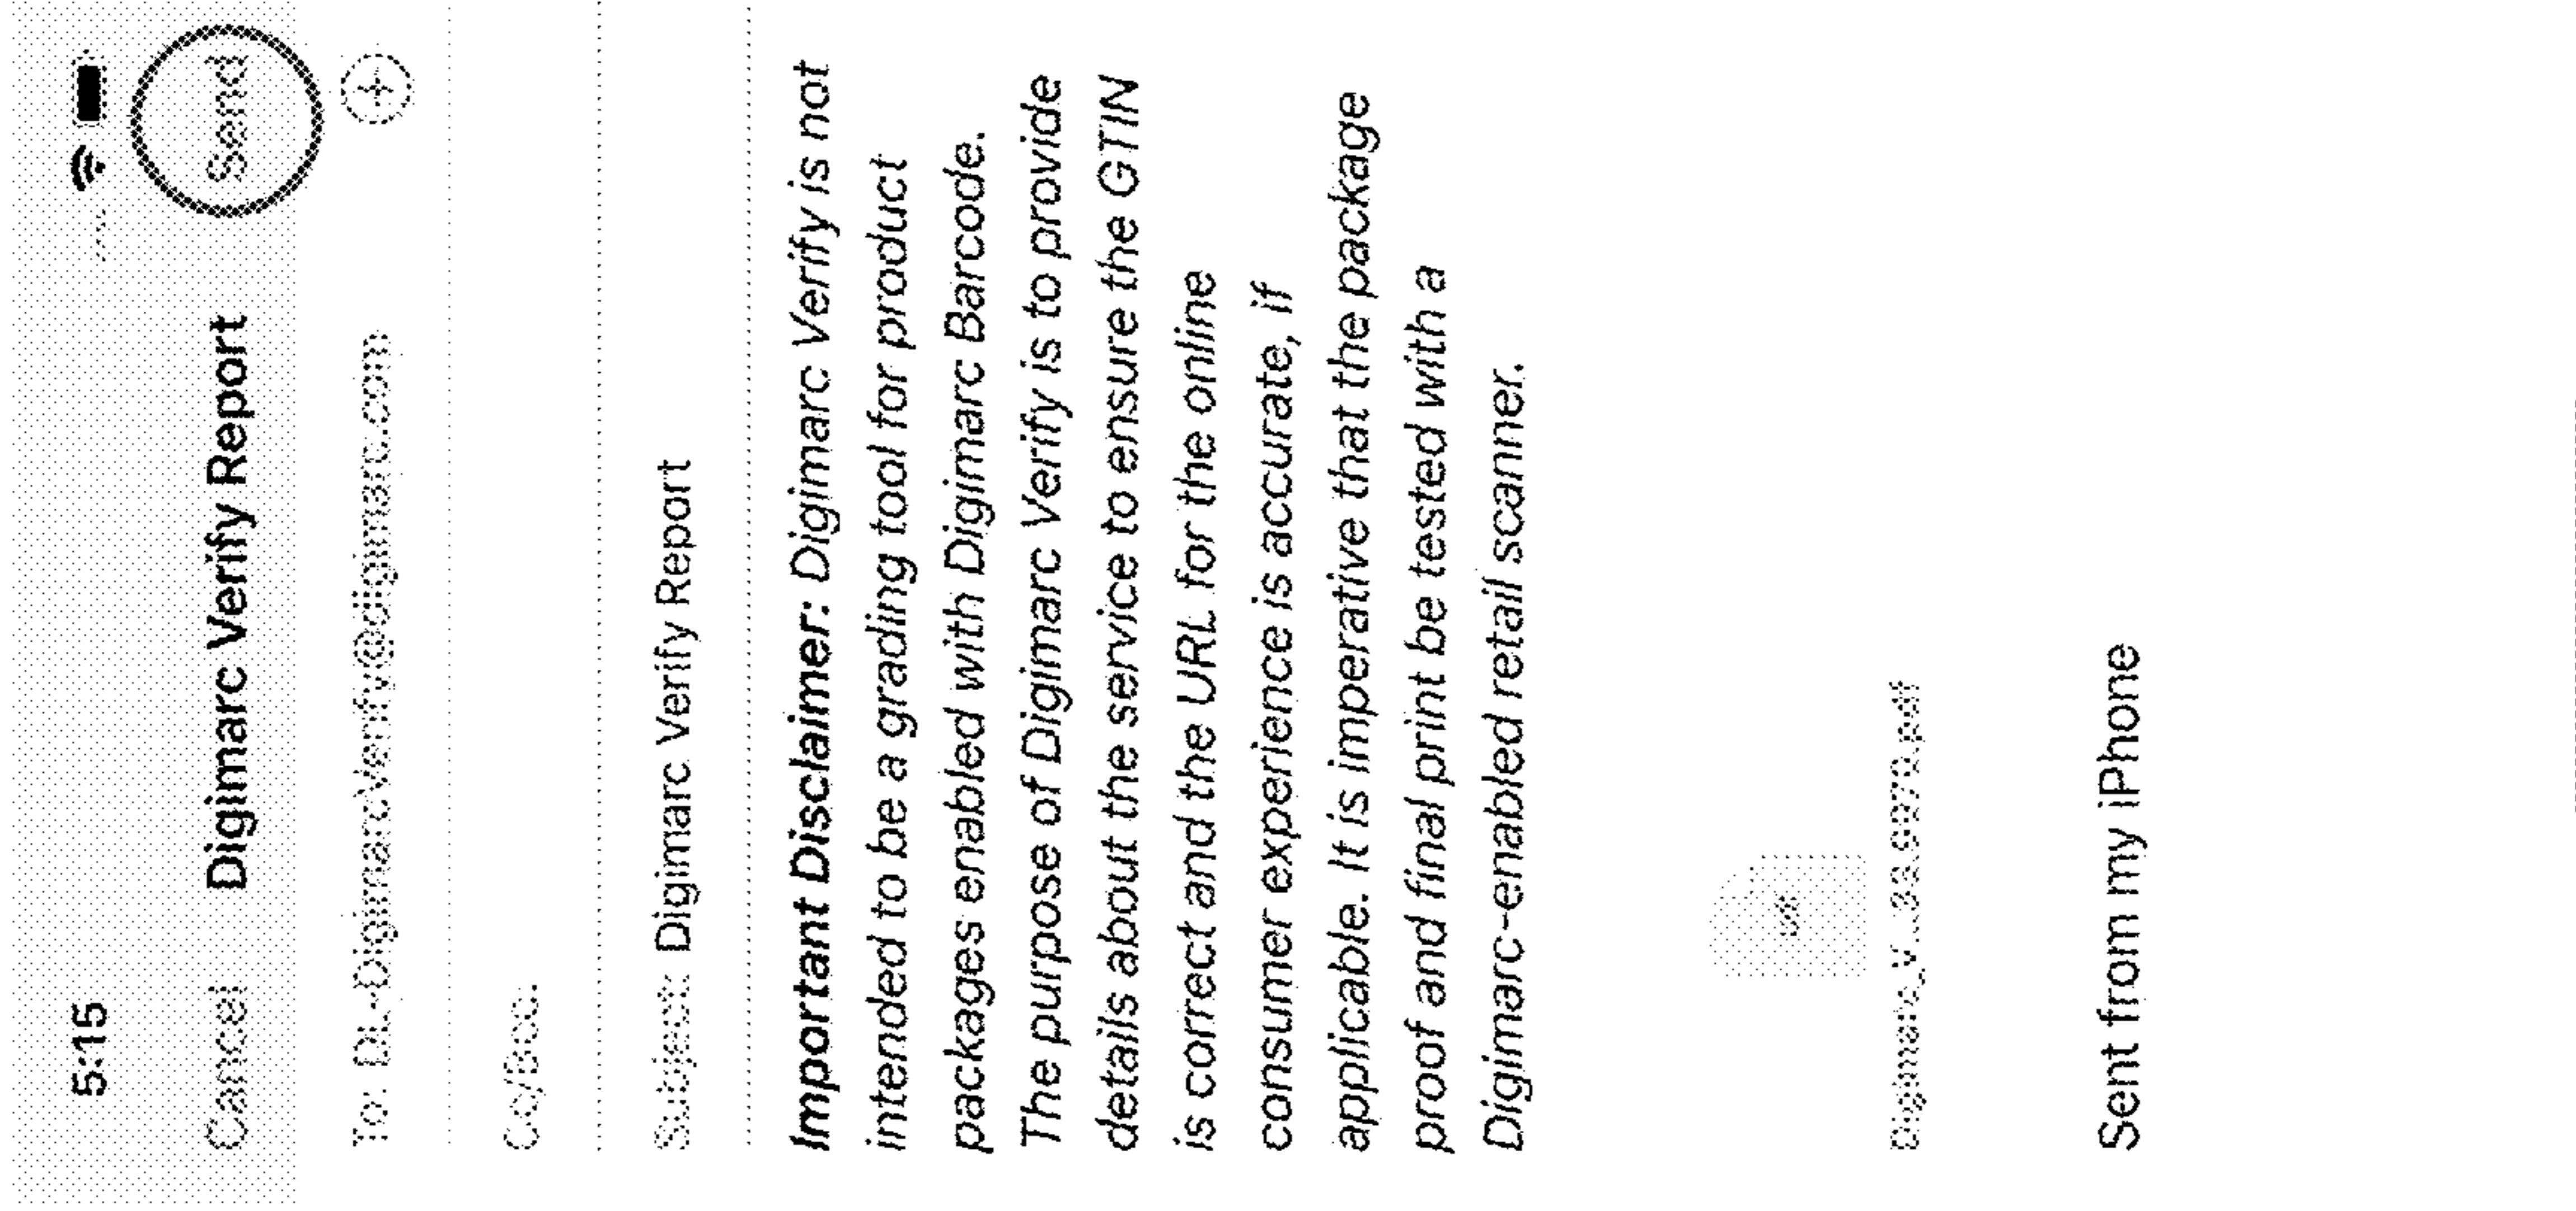 5:15
Cancel Digimarc Verify Report Send
To: DL-DigimarcVerify@digimarc.com
Cc/Bcc:
Subject: Digimarc Verify Report
Important Disclaimer: Digimarc Verify is not
intended to be a grading tool for product
packages enabled with Digimarc Barcode.
The purpose of Digimarc Verify is to provide
details about the service to ensure the GTIN
is correct and the URL for the online
consumer experience is accurate, if
applicable. It is imperative that the package
proof and final print be tested with a
Digimarc-enabled retail scanner.
Sent from my iPhone